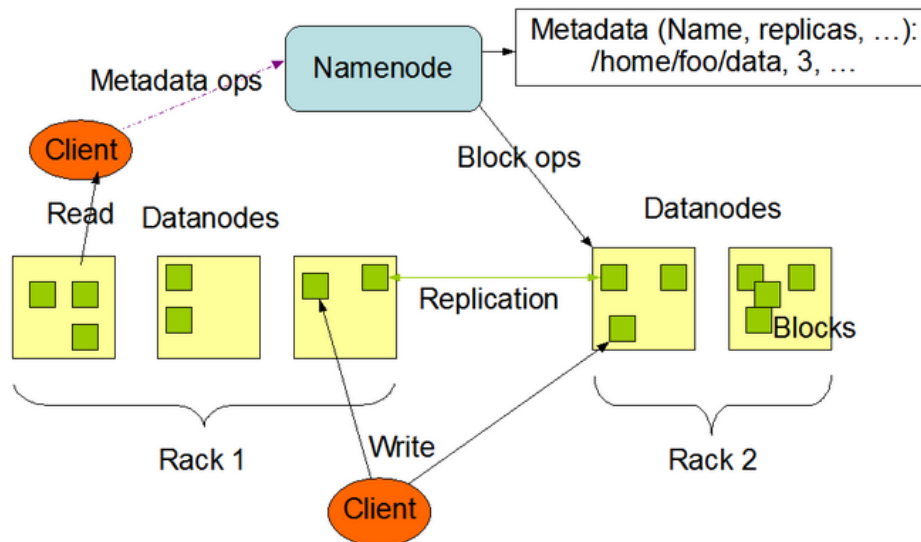 Metadata (Name, replicas, …):
/home/foo/data, 3, …
Namenode
Metadata ops
Client
Block ops
Read
Datanodes
Datanodes
Replication
Blocks
Rack 1
Write
Rack 2
Client